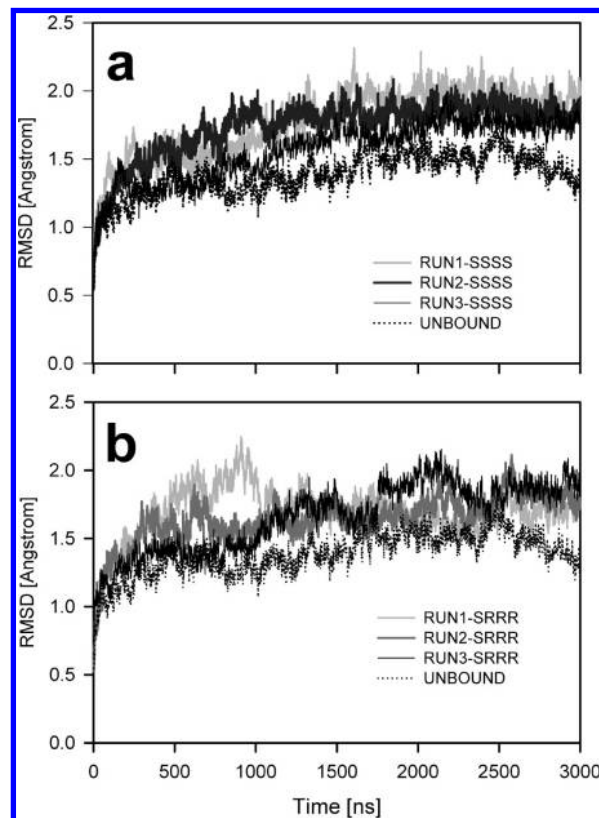 a
2.5
2.0
1.5
1.0
0.5
0.0
RMSD [Angstrom]
RUN1-SSSS
RUN2-SSSS
RUN3-SSSS
UNBOUND
b
2.5
2.0
1.5
1.0
0.5
0.0
RMSD [Angstrom]
RUN1-SRRR
RUN2-SRRR
RUN3-SRRR
UNBOUND
0 500 1000 1500 2000 2500 3000
Time [ns]